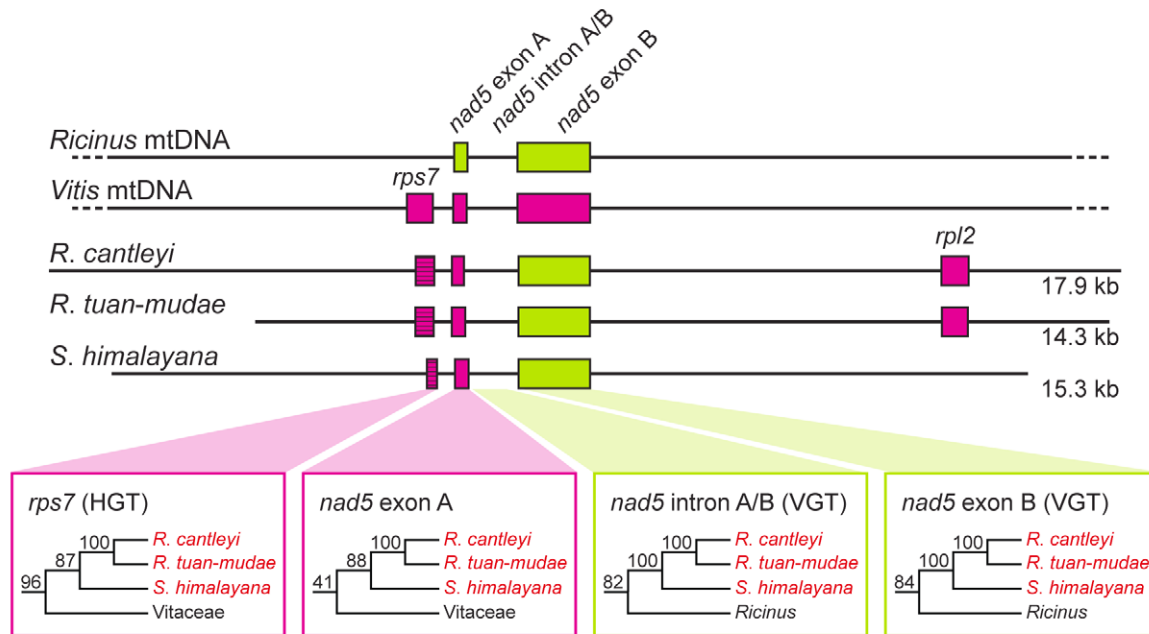 nad5 exon A
nad5 intron A/B
nad5 exon B
Ricinus mtDNA
rps7
Vitis mtDNA
R. cantleyi
rpl2
17.9 kb
R. tuan-mudae
14.3 kb
S. himalayana
15.3 kb
rps7 (HGT)
100
R. cantleyi
87
R. tuan-mudae
96
S. himalayana
Vitaceae
nad5 exon A
100
R. cantleyi
88
R. tuan-mudae
41
S. himalayana
Vitaceae
nad5 intron A/B (VGT)
100
R. cantleyi
100
R. tuan-mudae
82
S. himalayana
Ricinus
nad5 exon B (VGT)
100
R. cantleyi
100
R. tuan-mudae
84
S. himalayana
Ricinus